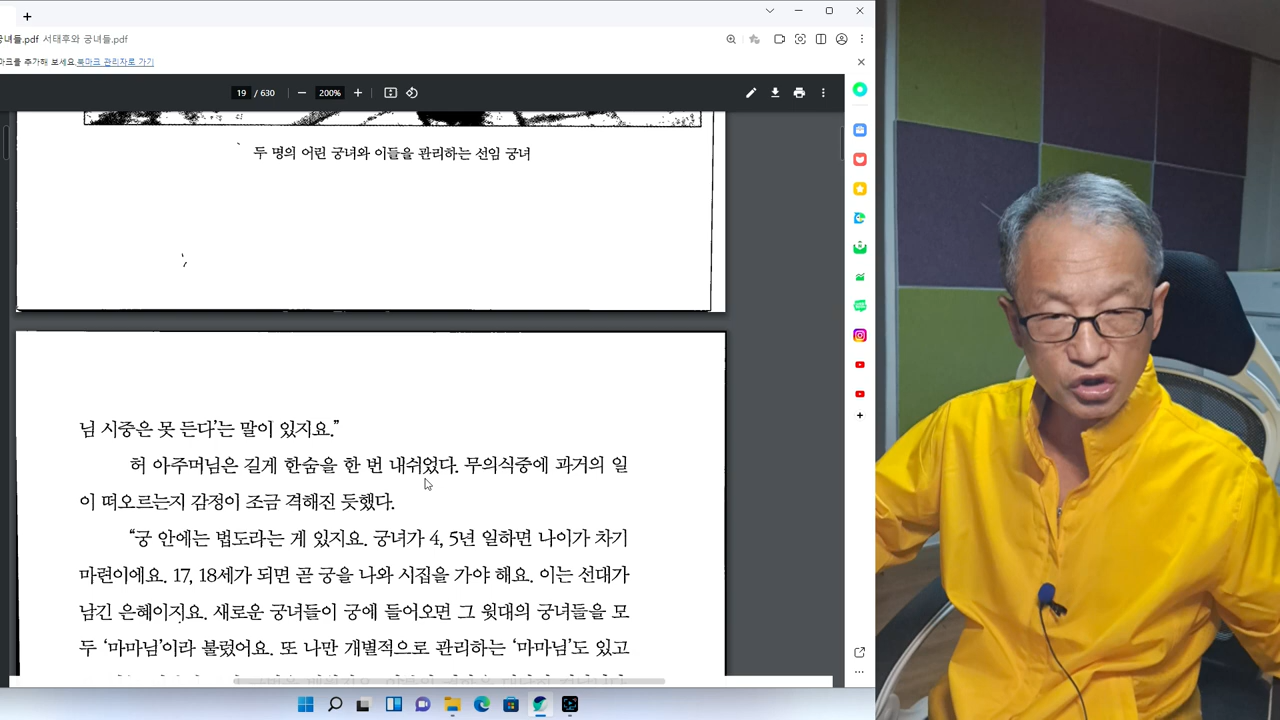 궁녀들.pdf 서태후와 궁녀들.pdf
마크를 추가해 보세요.북마크 관리자로 가기
19 / 630 200%
두 명의 어린 궁녀와 이들을 관리하는 선임 궁녀
님 시중은 못 든다’는 말이 있지요.”
허 아주머님은 길게 한숨을 한 번 내쉬었다. 무의식중에 과거의 일
이 떠오르는지 감정이 조금 격해진 듯했다.
“궁 안에는 법도라는 게 있지요. 궁녀가 4, 5년 일하면 나이가 차기
마련이에요. 17, 18세가 되면 곧 궁을 나와 시집을 가야 해요. 이는 선대가
남긴 은혜이지요. 새로운 궁녀들이 궁에 들어오면 그 윗대의 궁녀들을 모
두 ‘마마님’이라 불렀어요. 또 나만 개별적으로 관리하는 ‘마마님’도 있고